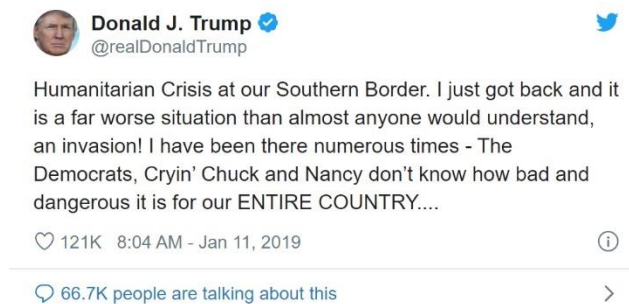 Donald J. Trump
@realDonaldTrump
Humanitarian Crisis at our Southern Border. I just got back and it
is a far worse situation than almost anyone would understand,
an invasion! I have been there numerous times - The
Democrats, Cryin’ Chuck and Nancy don’t know how bad and
dangerous it is for our ENTIRE COUNTRY....
121K 8:04 AM - Jan 11, 2019
66.7K people are talking about this